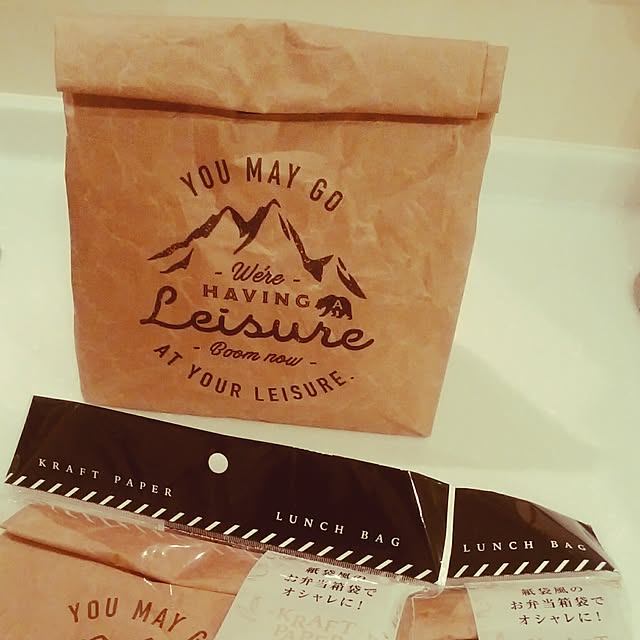 YOU MAY GO
- We're -
HAVING A
Leisure
- Boom now -
AT YOUR LEISURE.
KRAFT PAPER
LUNCH BAG
紙袋風の
お弁当箱袋で
オシャレに!
KRAFT
PAPER
YOU MAY G
LUNCH BAG
紙袋風の
お弁当箱袋で
オシャレに!